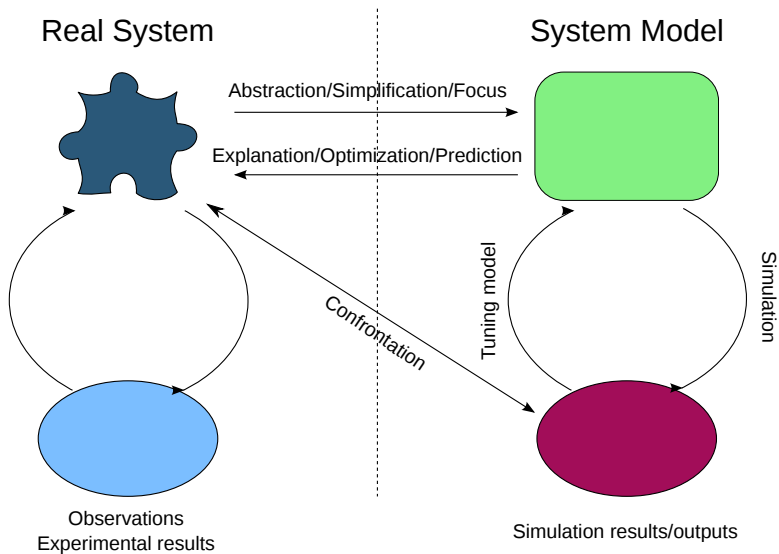 Real System
System Model
Abstraction/Simplification/Focus
Explanation/Optimization/Prediction
Confrontation
Tuning model
Simulation
Observations
Experimental results
Simulation results/outputs